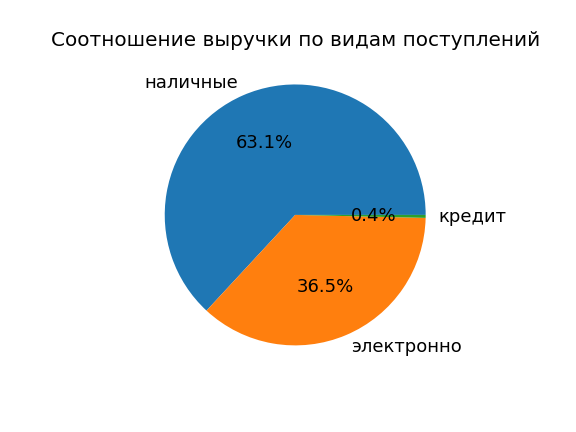 Соотношение выручки по видам поступлений
наличные
63.1%
0.4%
кредит
36.5%
электронно